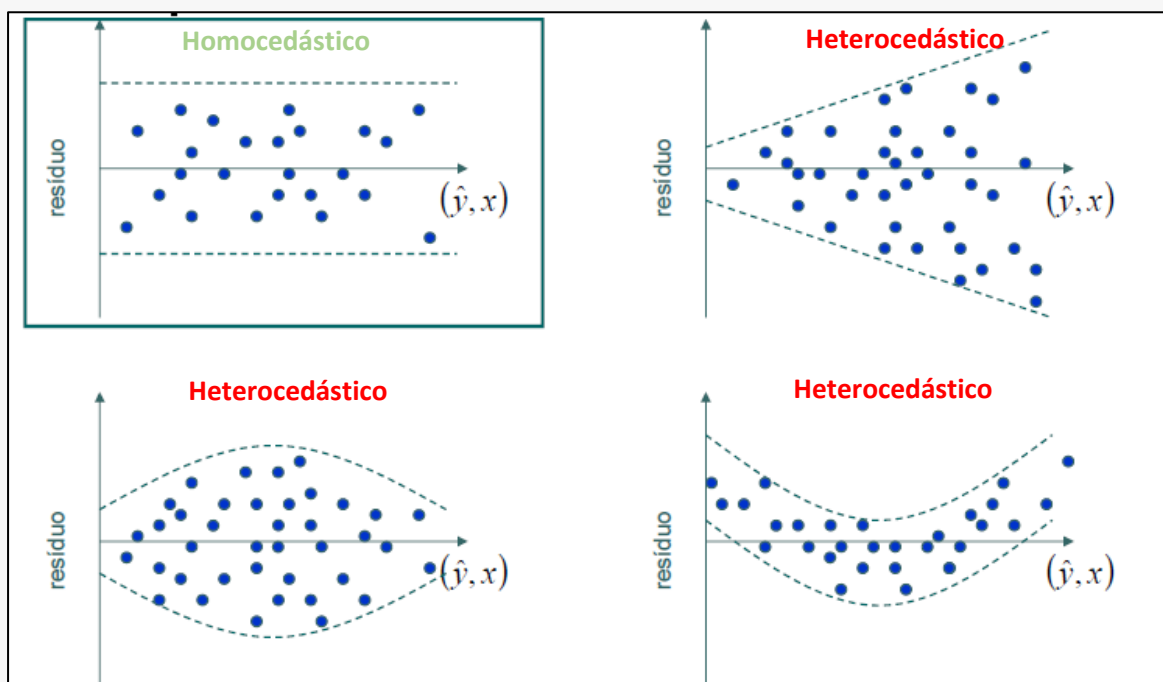 Homocedástico
resíduo
(ŷ, x)
Heterocedástico
resíduo
(ŷ, x)
Heterocedástico
resíduo
(ŷ, x)
Heterocedástico
resíduo
(ŷ, x)